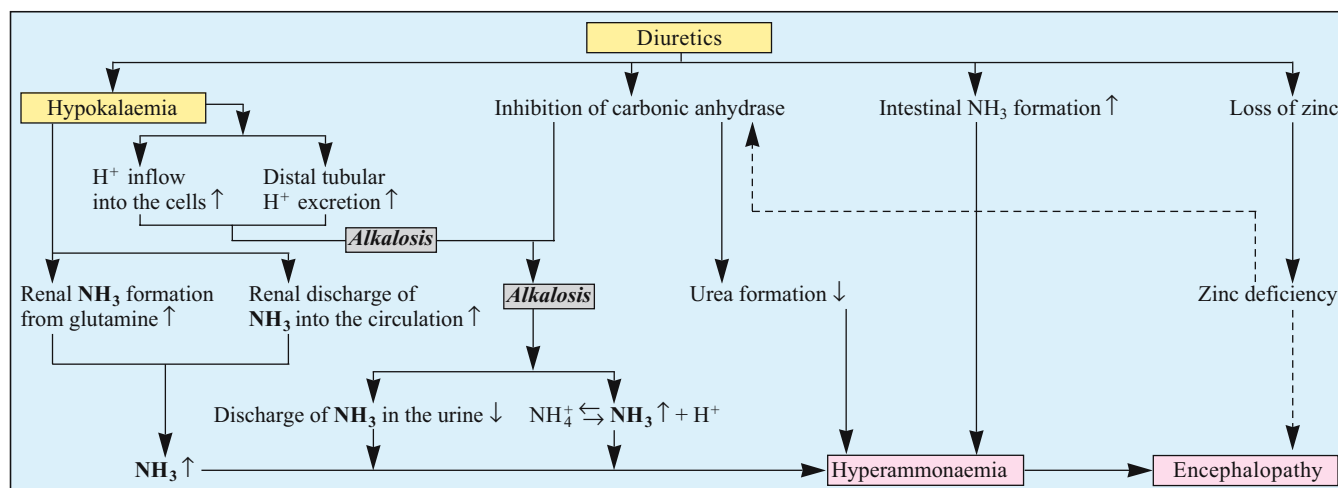 Diuretics
Hypokalaemia
Inhibition of carbonic anhydrase
Intestinal NH₃ formation ↑
Loss of zinc
H⁺ inflow
into the cells ↑
Distal tubular
H⁺ excretion ↑
Alkalosis
Renal NH₃ formation
from glutamine ↑
Renal discharge of
NH₃ into the circulation ↑
Alkalosis
Urea formation ↓
Zinc deficiency
Discharge of NH₃ in the urine ↓
NH₄⁺ ⇆ NH₃ ↑ + H⁺
NH₃ ↑
Hyperammonaemia
Encephalopathy